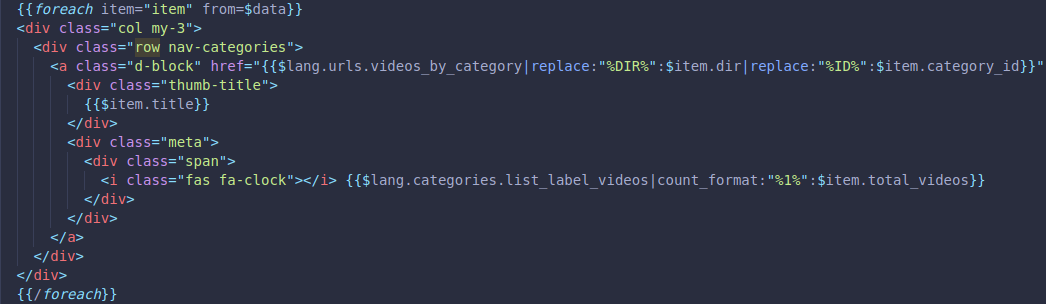 {{foreach item="item" from=$data}}
<div class="col my-3">
<div class="row nav-categories">
<a class="d-block" href="{{$lang.urls.videos_by_category|replace:"%DIR%":$item.dir|replace:"%ID%":$item.category_id}}"
<div class="thumb-title">
{{$item.title}}
</div>
<div class="meta">
<div class="span">
<i class="fas fa-clock"></i> {{$lang.categories.list_label_videos|count_format:"%1%":$item.total_videos}}
</div>
</div>
</a>
</div>
</div>
{{/foreach}}